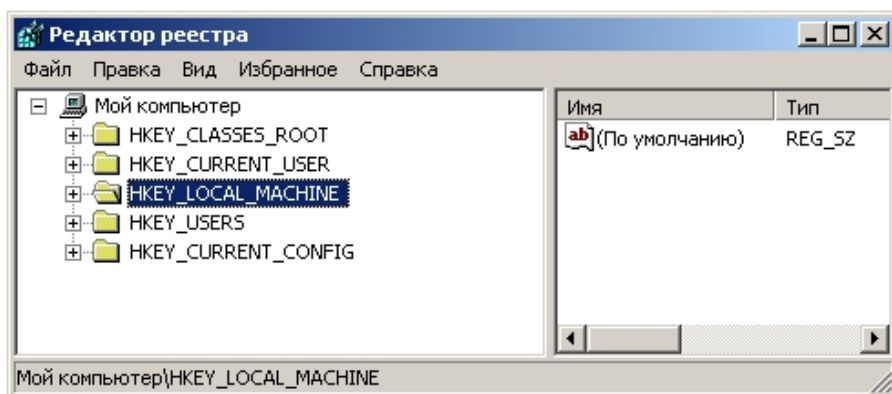 Редактор реестра
Файл Правка Вид Избранное Справка
Мой компьютер
HKEY_CLASSES_ROOT
HKEY_CURRENT_USER
HKEY_LOCAL_MACHINE
HKEY_USERS
HKEY_CURRENT_CONFIG
Имя Тип
ab (По умолчанию) REG_SZ
Мой компьютер\HKEY_LOCAL_MACHINE